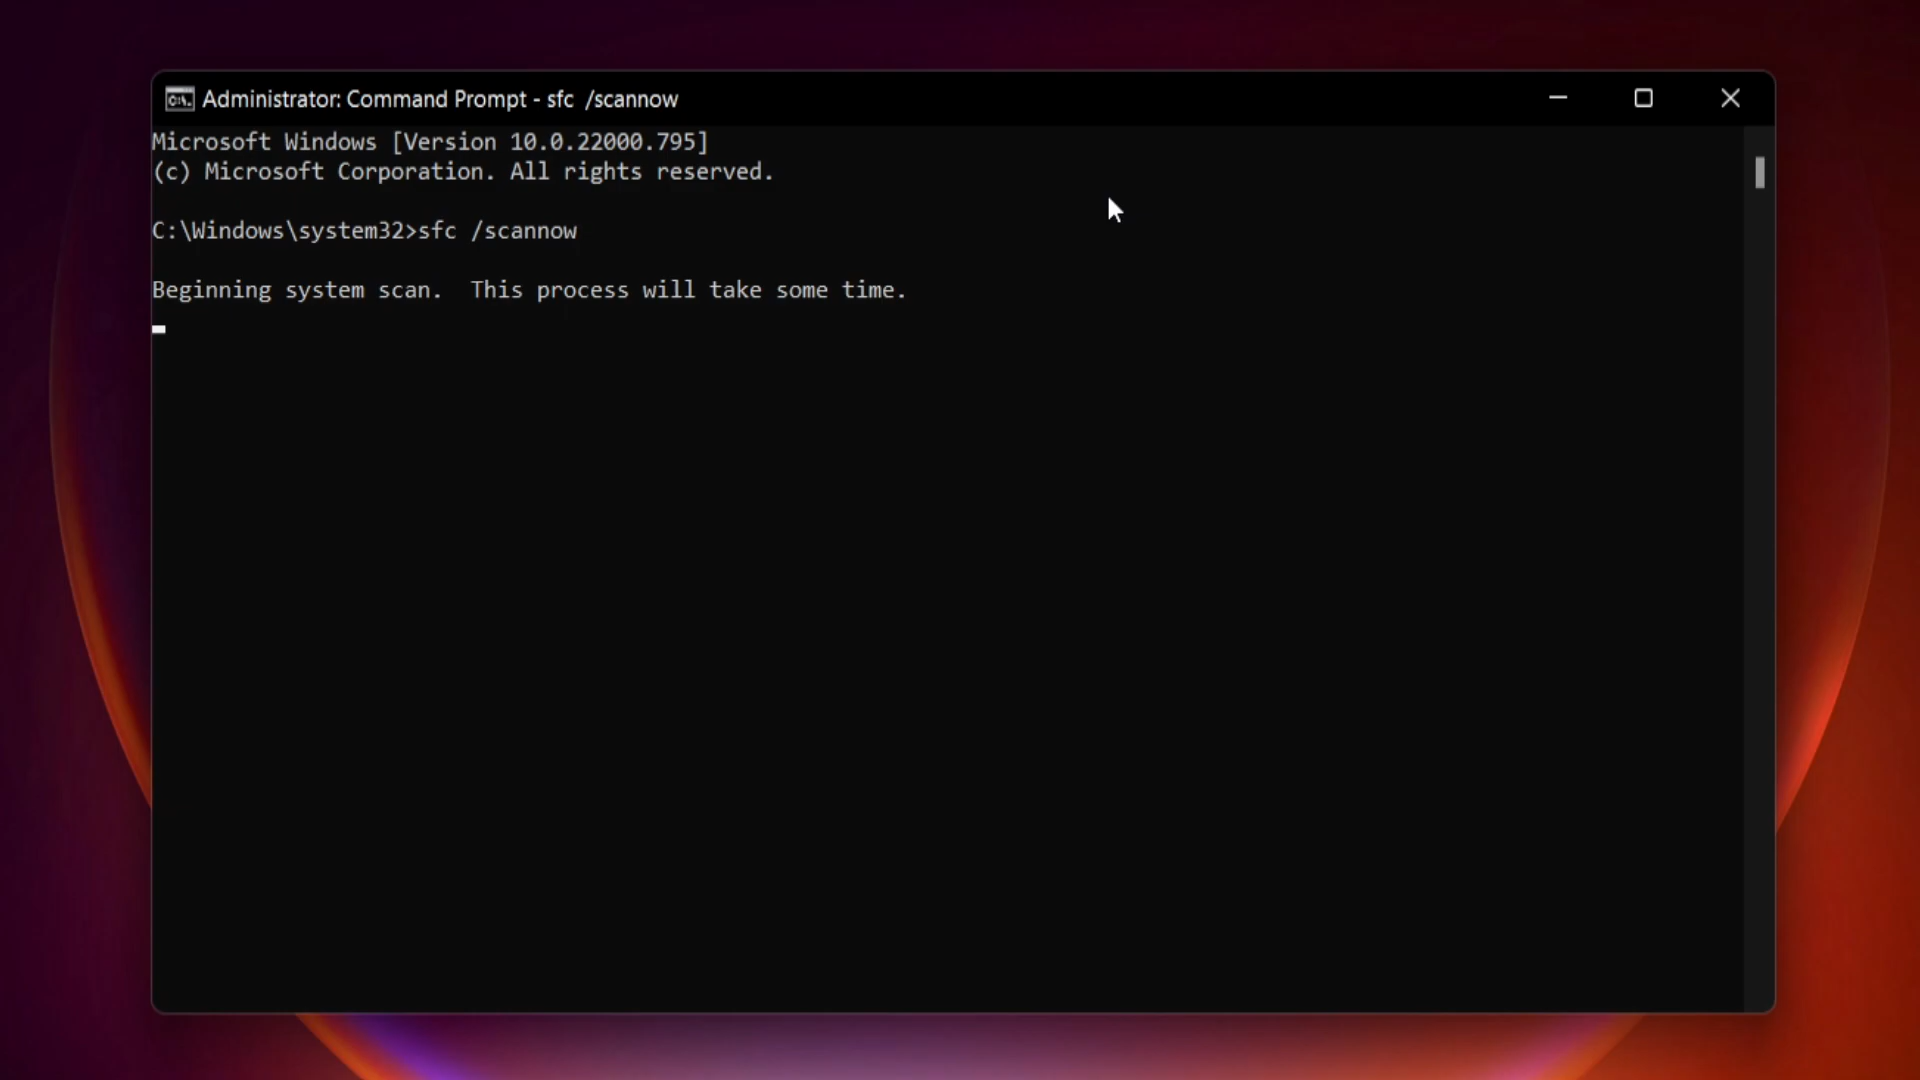 Administrator: Command Prompt - sfc  /scannow
Microsoft Windows [Version 10.0.22000.795]
(c) Microsoft Corporation. All rights reserved.
C:\Windows\system32>sfc /scannow
Beginning system scan.  This process will take some time.